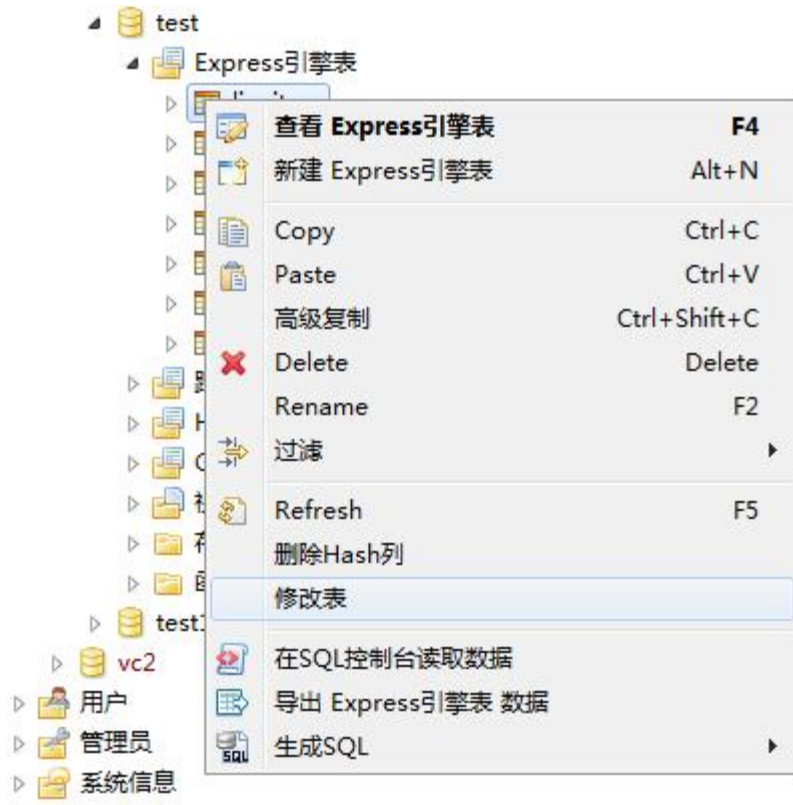 test
Express引擎表
查看 Express引擎表 F4
新建 Express引擎表 Alt+N
Copy Ctrl+C
Paste Ctrl+V
高级复制 Ctrl+Shift+C
Delete Delete
Rename F2
过滤
Refresh F5
删除Hash列
修改表
test
在SQL控制台读取数据
vc2
导出 Express引擎表 数据
用户
生成SQL
管理员
系统信息